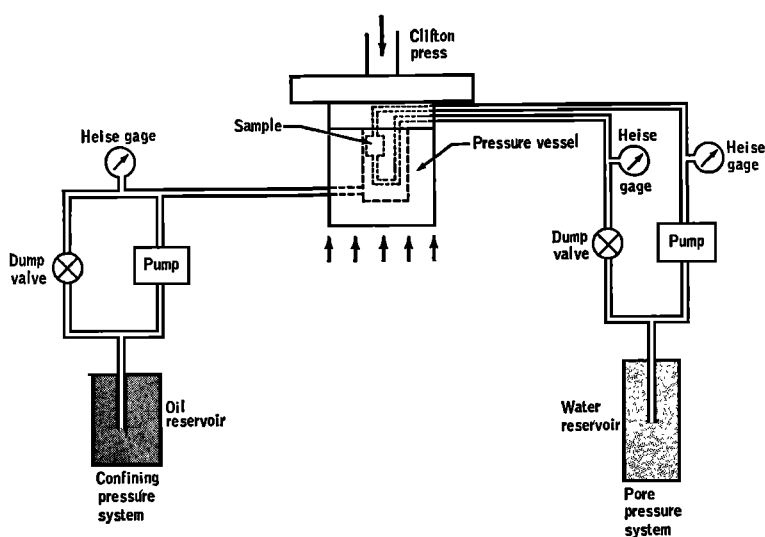 Clifton
press
Sample
Heise gage
Pressure vessel
Heise
gage
Heise
gage
Dump
valve
Pump
Dump
valve
Pump
Oil
reservoir
Water
reservoir
Confining
pressure
system
Pore
pressure
system